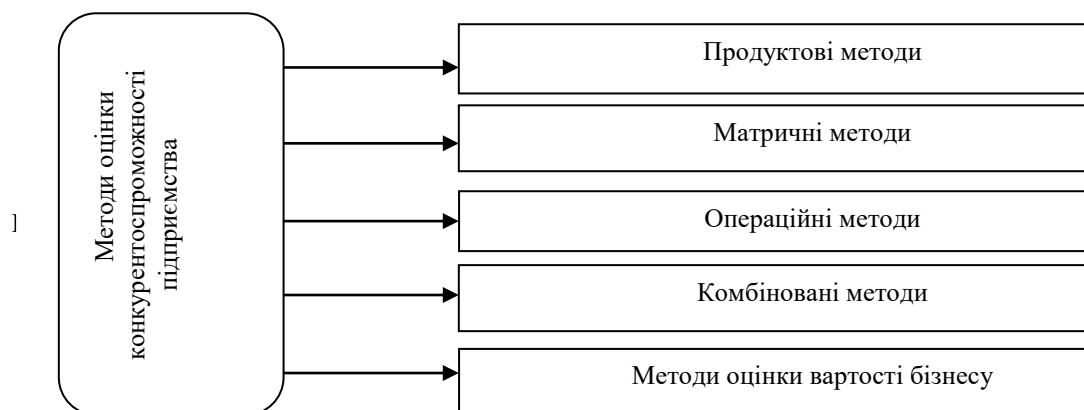 Методи оцінки
конкурентоспроможності
підприємства
Продуктові методи
Матричні методи
]
Операційні методи
Комбіновані методи
Методи оцінки вартості бізнесу